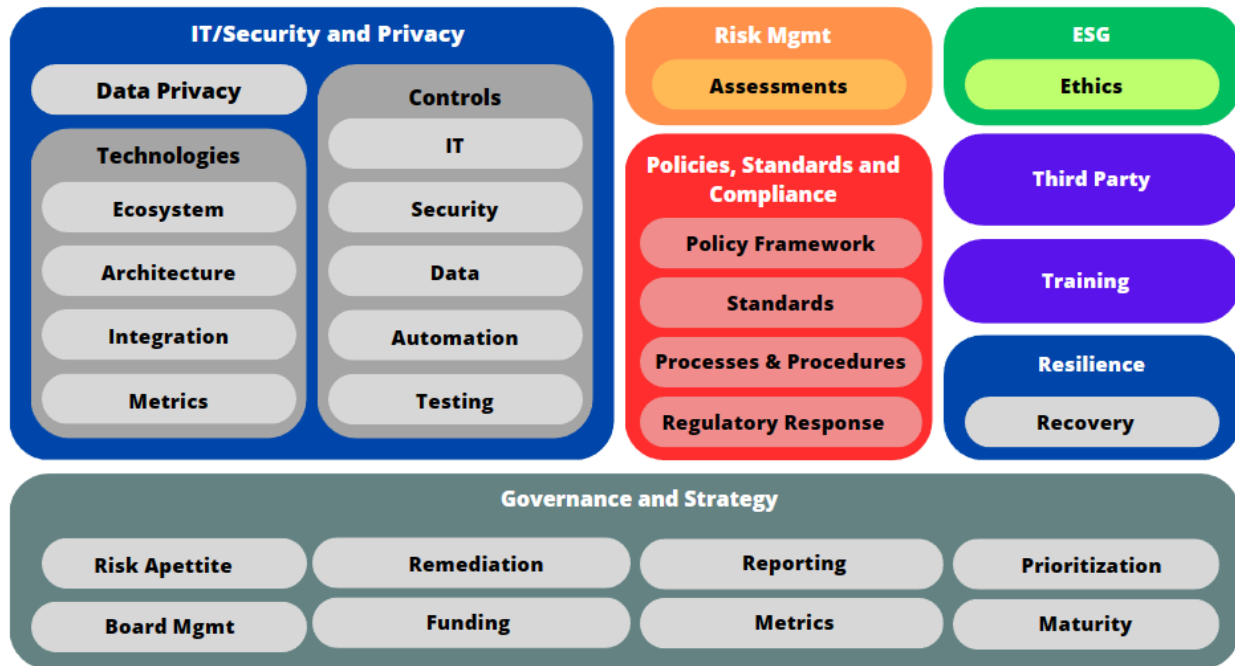 IT/Security and Privacy
Data Privacy
Technologies
Ecosystem
Architecture
Integration
Metrics
Controls
IT
Security
Data
Automation
Testing
Risk Mgmt
Assessments
Policies, Standards and
Compliance
Policy Framework
Standards
Processes & Procedures
Regulatory Response
ESG
Ethics
Third Party
Training
Resilience
Recovery
Governance and Strategy
Risk Apettite
Remediation
Reporting
Prioritization
Board Mgmt
Funding
Metrics
Maturity